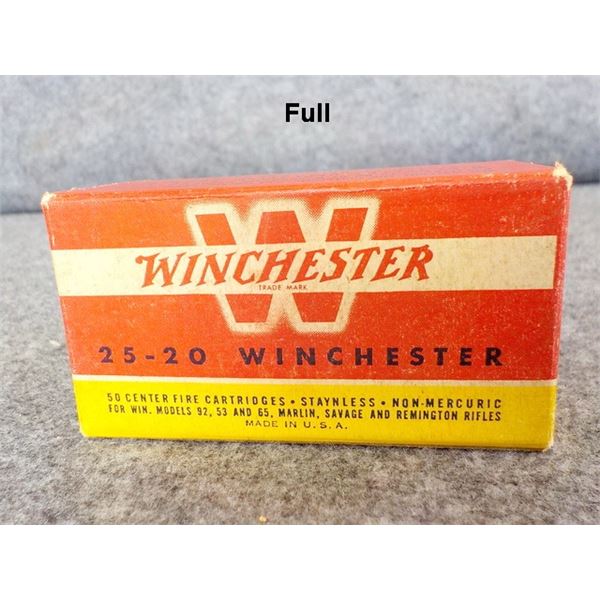 Full
WINCHESTER
TRADE MARK
25-20 WINCHESTER
50 CENTER FIRE CARTRIDGES • STAYNLESS • NON-MERCURIC
FOR WIN. MODELS 92, 53 AND 65, MARLIN, SAVAGE AND REMINGTON RIFLES
MADE IN U.S.A.